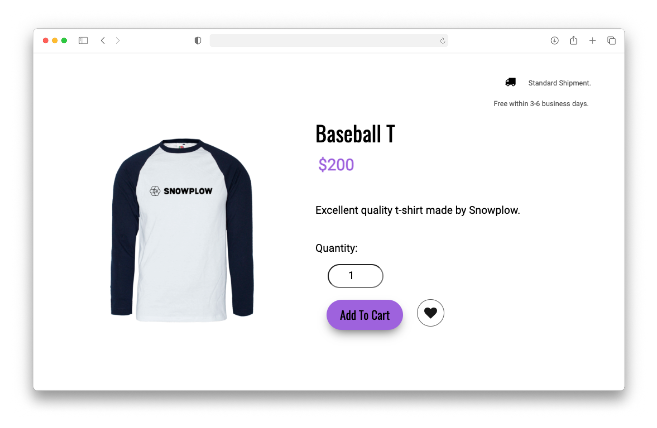 Standard Shipment.
Free within 3-6 business days.
Baseball T
$200
SNOWPLOW
Excellent quality t-shirt made by Snowplow.
Quantity:
1
Add To Cart